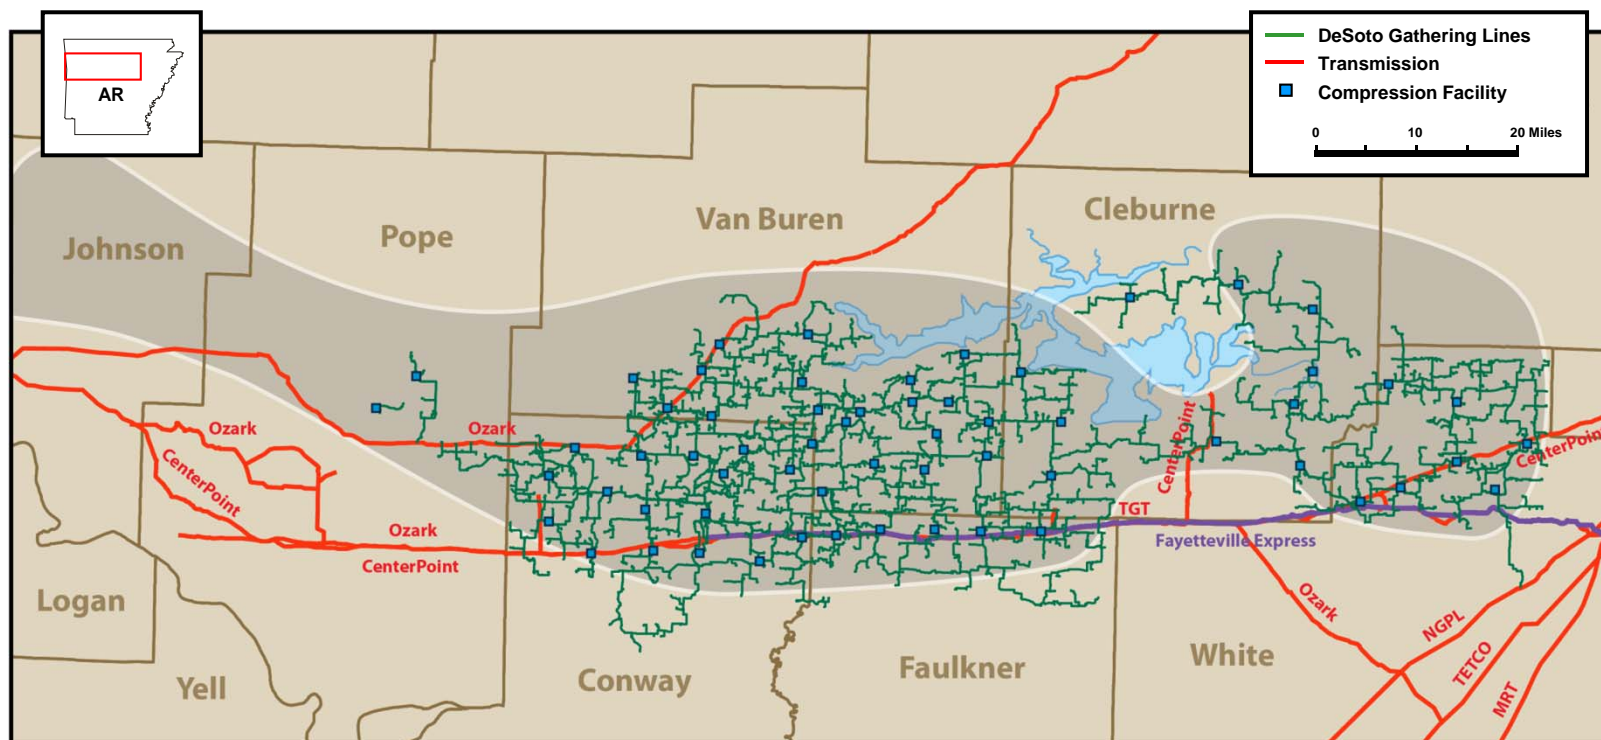 AR
DeSoto Gathering Lines
Transmission
Compression Facility
0 10 20 Miles
Johnson
Pope
Van Buren
Cleburne
Ozark
CenterPoint
Ozark
Ozark
CenterPoint
CenterPoint
CenterPoint
TGT
Fayetteville Express
Ozark
NGPL
TETCO
MRT
Logan
Yell
Conway
Faulkner
White